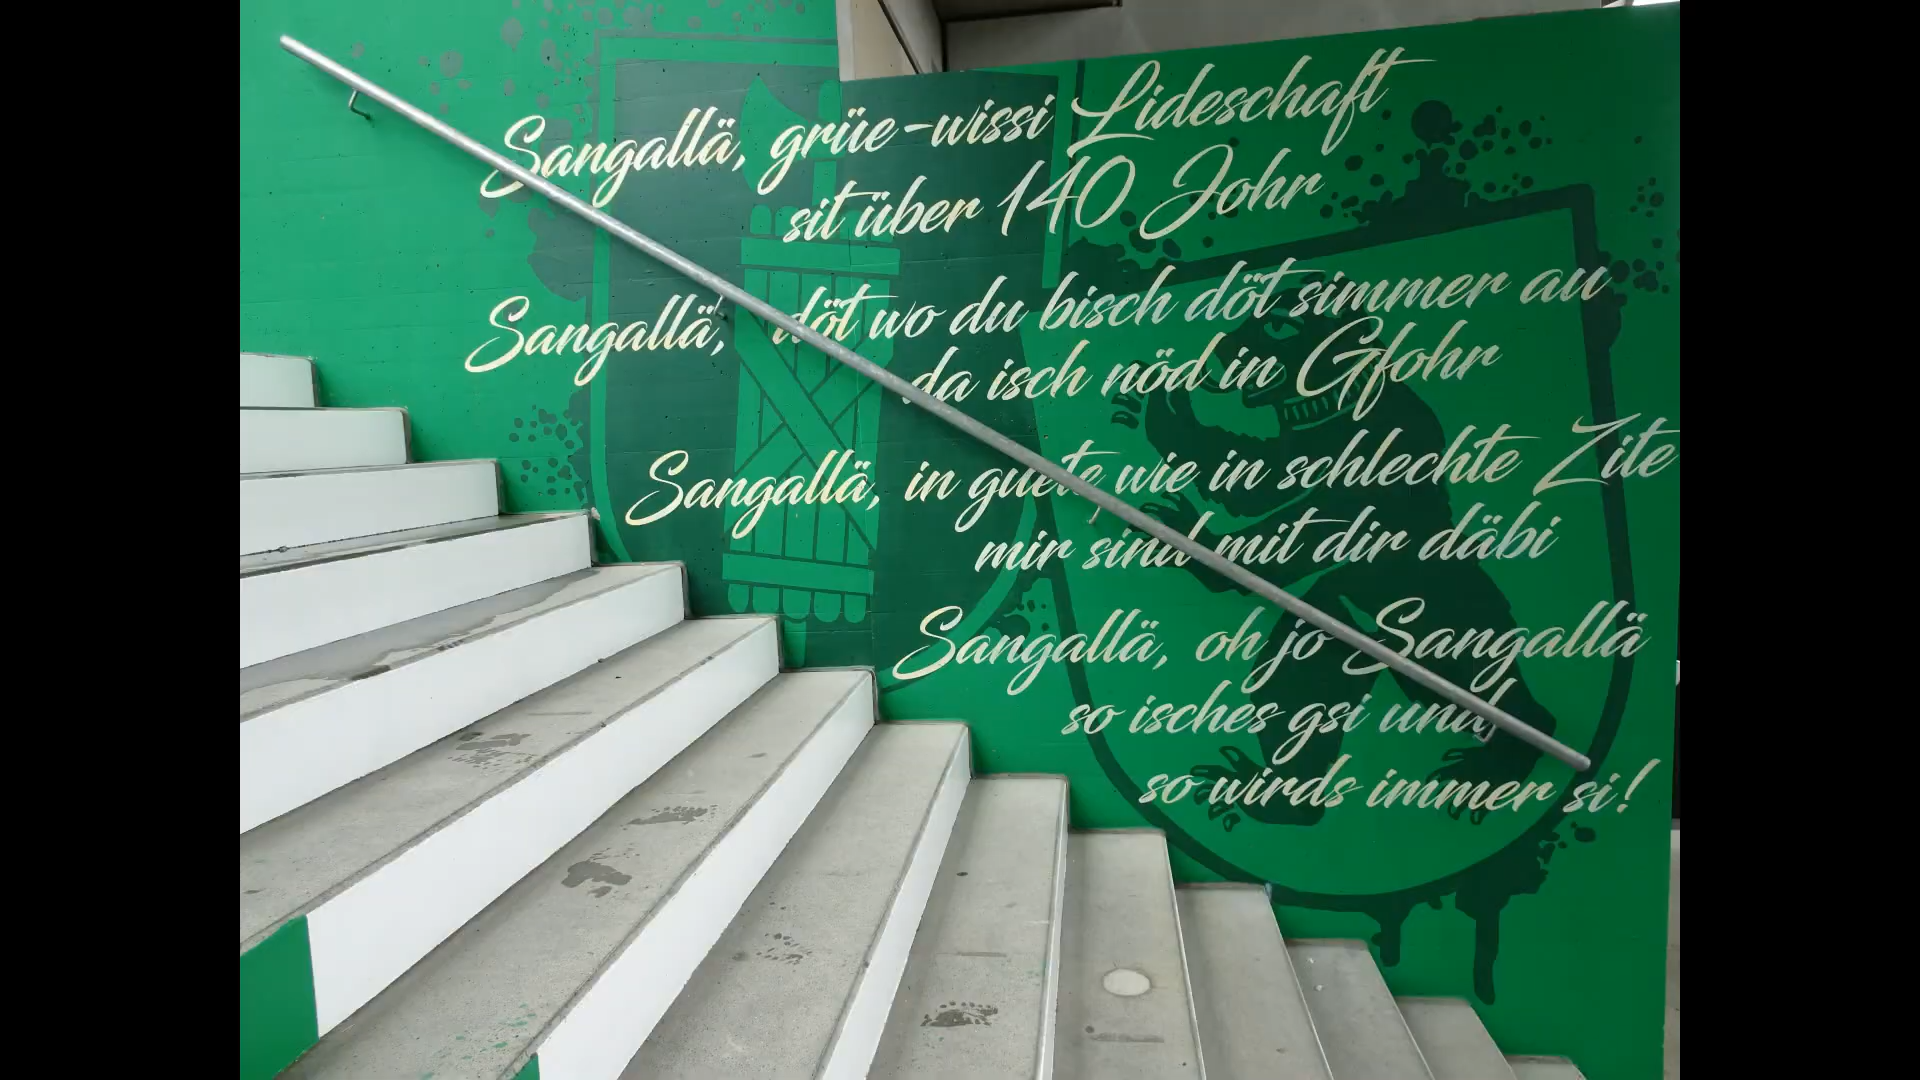 Sangallä, grüe-wissi Lideschaft
sit über 140 Johr
Sangallä, döt wo du bisch döt simmer au
da isch nöd in Gfohr
Sangallä, in guete wie in schlechte Zite
mir sind mit dir däbi
Sangallä, oh jo Sangallä
so isches gsi und
so wirds immer si!